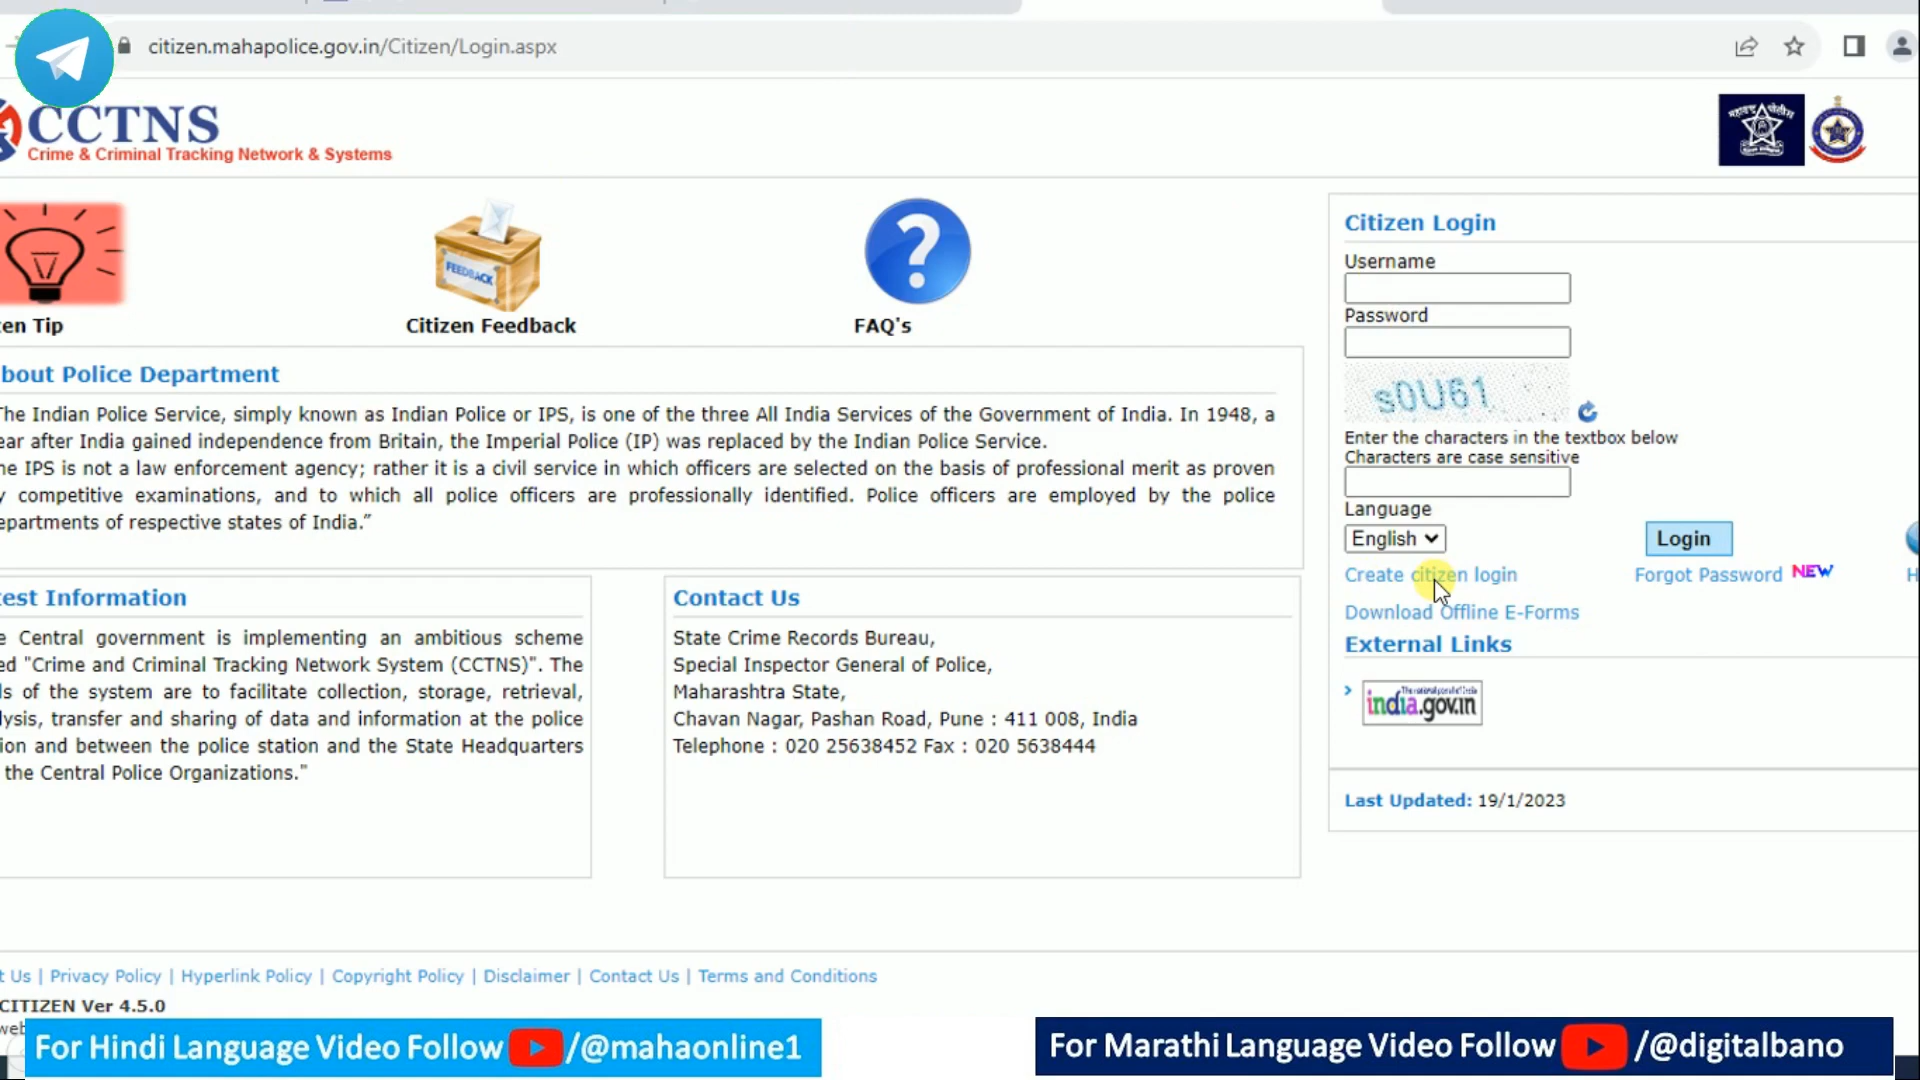 citizen.mahapolice.gov.in/Citizen/Login.aspx
CCTNS
Crime & Criminal Tracking Network & Systems
महाराष्ट्र पोलीस
en Tip
FEEDBACK
Citizen Feedback
?
FAQ's
bout Police Department
he Indian Police Service, simply known as Indian Police or IPS, is one of the three All India Services of the Government of India. In 1948, a
ear after India gained independence from Britain, the Imperial Police (IP) was replaced by the Indian Police Service.
he IPS is not a law enforcement agency; rather it is a civil service in which officers are selected on the basis of professional merit as proven
y competitive examinations, and to which all police officers are professionally identified. Police officers are employed by the police
epartments of respective states of India.”
test Information
e Central government is implementing an ambitious scheme
ed "Crime and Criminal Tracking Network System (CCTNS)". The
ls of the system are to facilitate collection, storage, retrieval,
lysis, transfer and sharing of data and information at the police
ion and between the police station and the State Headquarters
the Central Police Organizations."
Contact Us
State Crime Records Bureau,
Special Inspector General of Police,
Maharashtra State,
Chavan Nagar, Pashan Road, Pune : 411 008, India
Telephone : 020 25638452 Fax : 020 5638444
Citizen Login
Username
Password
s0U61
Enter the characters in the textbox below
Characters are case sensitive
Language
English
Login
Create citizen login
Forgot Password NEW
H
Download Offline E-Forms
External Links
The national portal of India
india.gov.in
Last Updated: 19/1/2023
t Us | Privacy Policy | Hyperlink Policy | Copyright Policy | Disclaimer | Contact Us | Terms and Conditions
CITIZEN Ver 4.5.0
web
For Hindi Language Video Follow /@mahaonline1
For Marathi Language Video Follow /@digitalbano